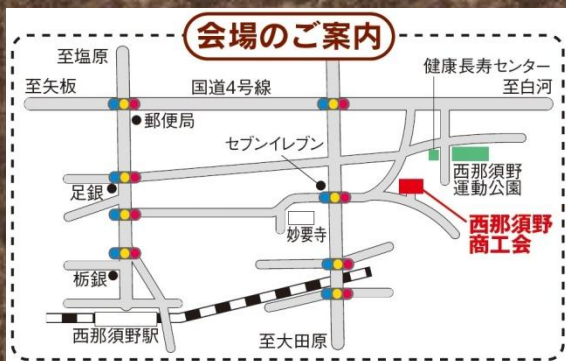 会場のご案内
至塩原
健康長寿センター
至矢板
国道4号線
至白河
郵便局
セブンイレブン
西那須野
運動公園
足銀
西那須野
商工会
妙要寺
栃銀
西那須野駅
至大田原